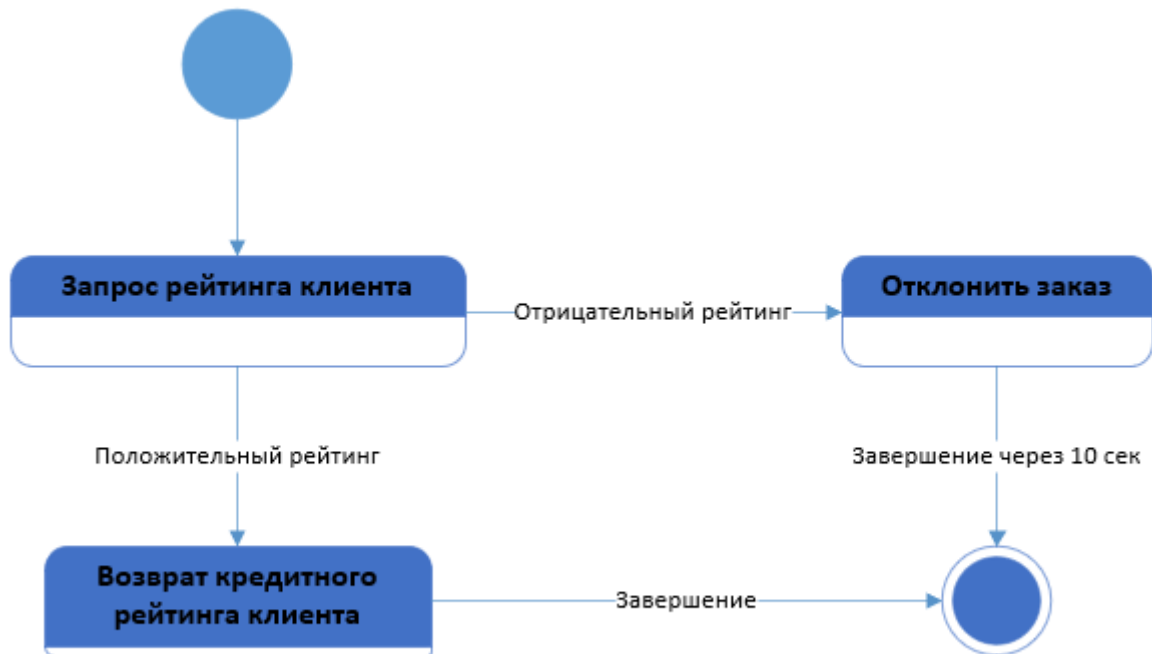 Запрос рейтинга клиента
Отрицательный рейтинг
Отклонить заказ
Положительный рейтинг
Завершение через 10 сек
Возврат кредитного
рейтинга клиента
Завершение